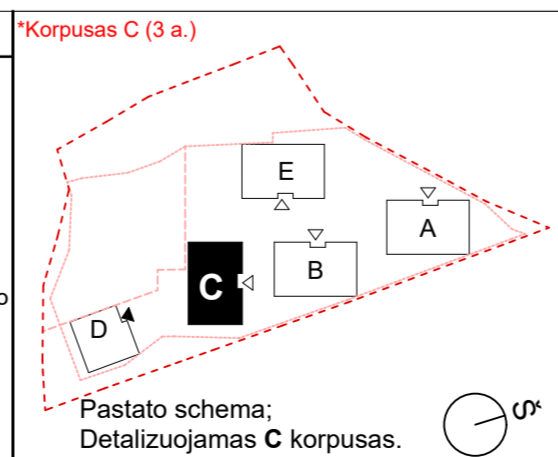 *Korpusas C (3 a.)
E
A
C
B
o
D
Pastato schema;
Detalizuojamas C korpusas.
Š